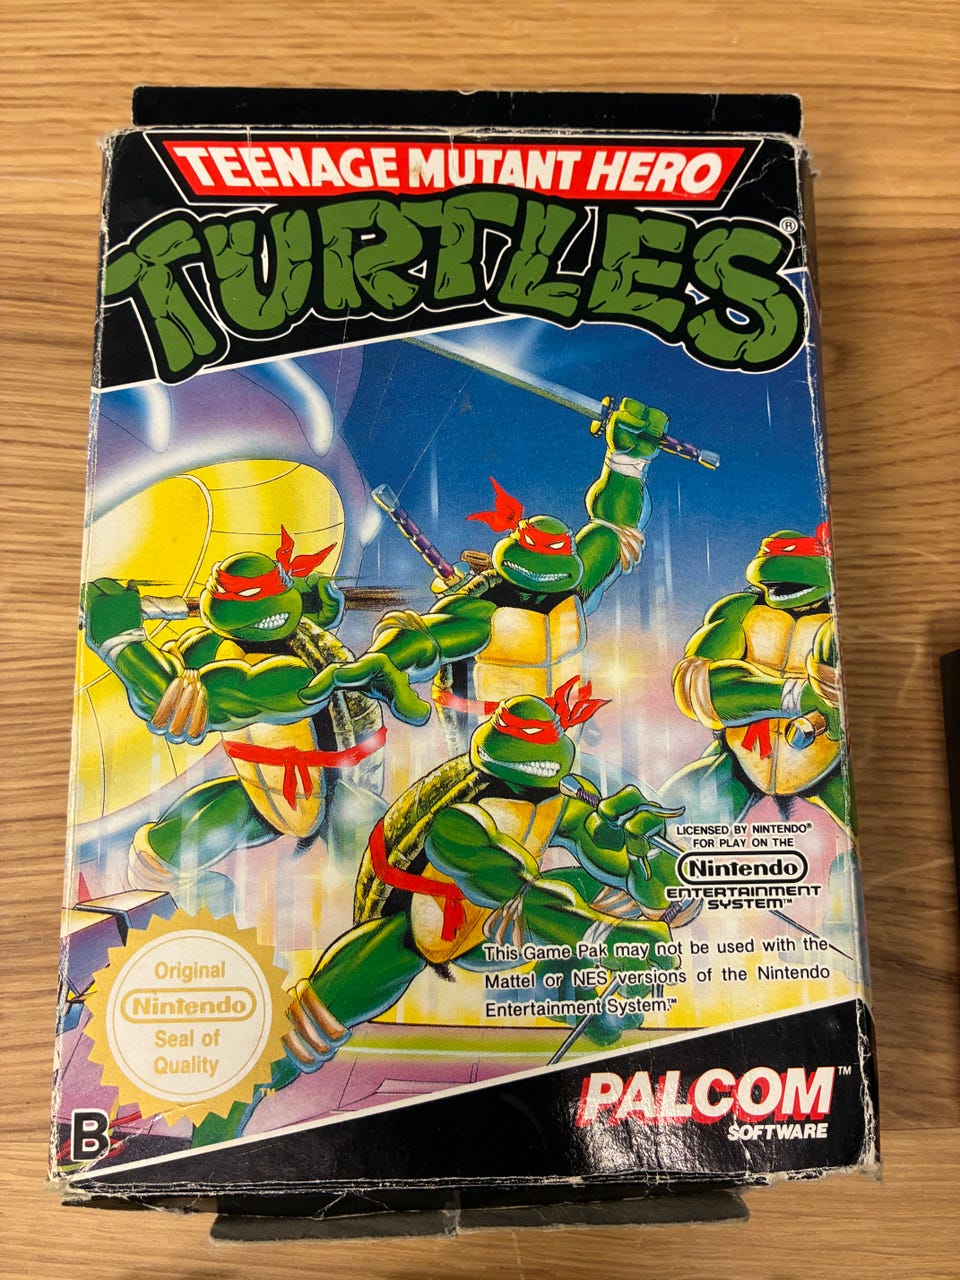 TEENAGE MUTANT HERO
TURTLES®
LICENSED BY NINTENDO®
FOR PLAY ON THE
Nintendo
ENTERTAINMENT
SYSTEM™
This Game Pak may not be used with the
Mattel or NES versions of the Nintendo
Entertainment System.™
Original
Nintendo
Seal of
Quality
™
B
PALCOM™
SOFTWARE